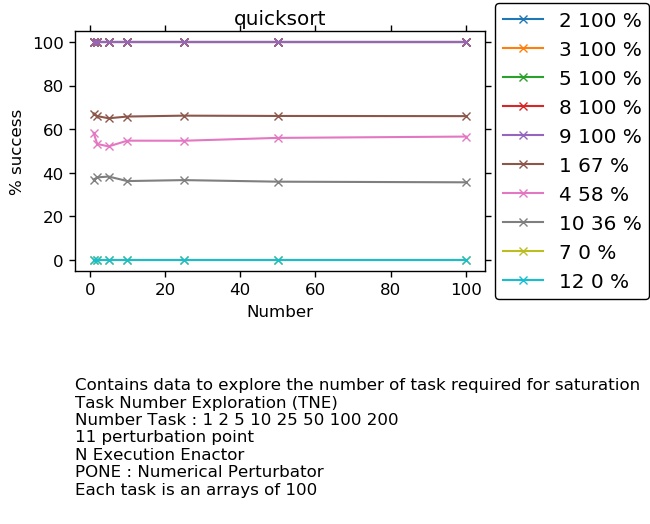 quicksort
100
80
60
40
20
0
% success
0 20 40 60 80 100
Number
2 100 %
3 100 %
5 100 %
8 100 %
9 100 %
1 67 %
4 58 %
10 36 %
7 0 %
12 0 %
Contains data to explore the number of task required for saturation
Task Number Exploration (TNE)
Number Task : 1 2 5 10 25 50 100 200
11 perturbation point
N Execution Enactor
PONE : Numerical Perturbator
Each task is an arrays of 100